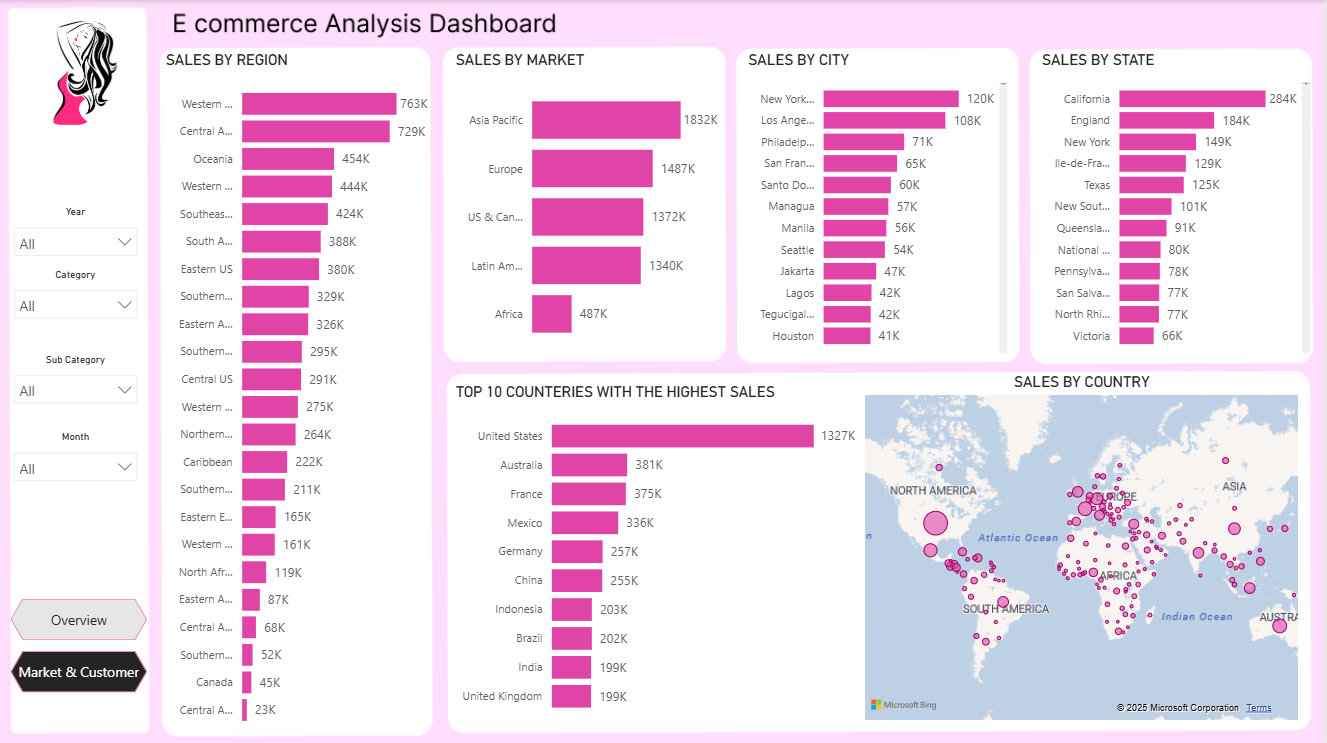 E commerce Analysis Dashboard
Year
All
Category
All
Sub Category
All
Month
All
Overview
Market & Customer
SALES BY REGION
Western ... 763K
Central A... 729K
Oceania 454K
Western ... 444K
Southeas... 424K
South A... 388K
Eastern US 380K
Southern... 329K
Eastern A... 326K
Southern... 295K
Central US 291K
Western ... 275K
Northern... 264K
Caribbean 222K
Southern... 211K
Eastern E... 165K
Western ... 161K
North Afr... 119K
Eastern A... 87K
Central A... 68K
Southern... 52K
Canada 45K
Central A... 23K
SALES BY MARKET
Asia Pacific 1832K
Europe 1487K
US & Can... 1372K
Latin Am... 1340K
Africa 487K
SALES BY CITY
New York... 120K
Los Ange... 108K
Philadelp... 71K
San Fran... 65K
Santo Do... 60K
Managua 57K
Manila 56K
Seattle 54K
Jakarta 47K
Lagos 42K
Tegucigal... 42K
Houston 41K
SALES BY STATE
California 284K
England 184K
New York 149K
Ile-de-Fra... 129K
Texas 125K
New Sout... 101K
Queensla... 91K
National ... 80K
Pennsylva... 78K
San Salva... 77K
North Rhi... 77K
Victoria 66K
TOP 10 COUNTERIES WITH THE HIGHEST SALES
United States 1327K
Australia 381K
France 375K
Mexico 336K
Germany 257K
China 255K
Indonesia 203K
Brazil 202K
India 199K
United Kingdom 199K
SALES BY COUNTRY
NORTH AMERICA
EUROPE
ASIA
n
Atlantic Ocean
AFRICA
SOUTH AMERICA
Indian Ocean
AUSTRA
Microsoft Bing
© 2025 Microsoft Corporation Terms